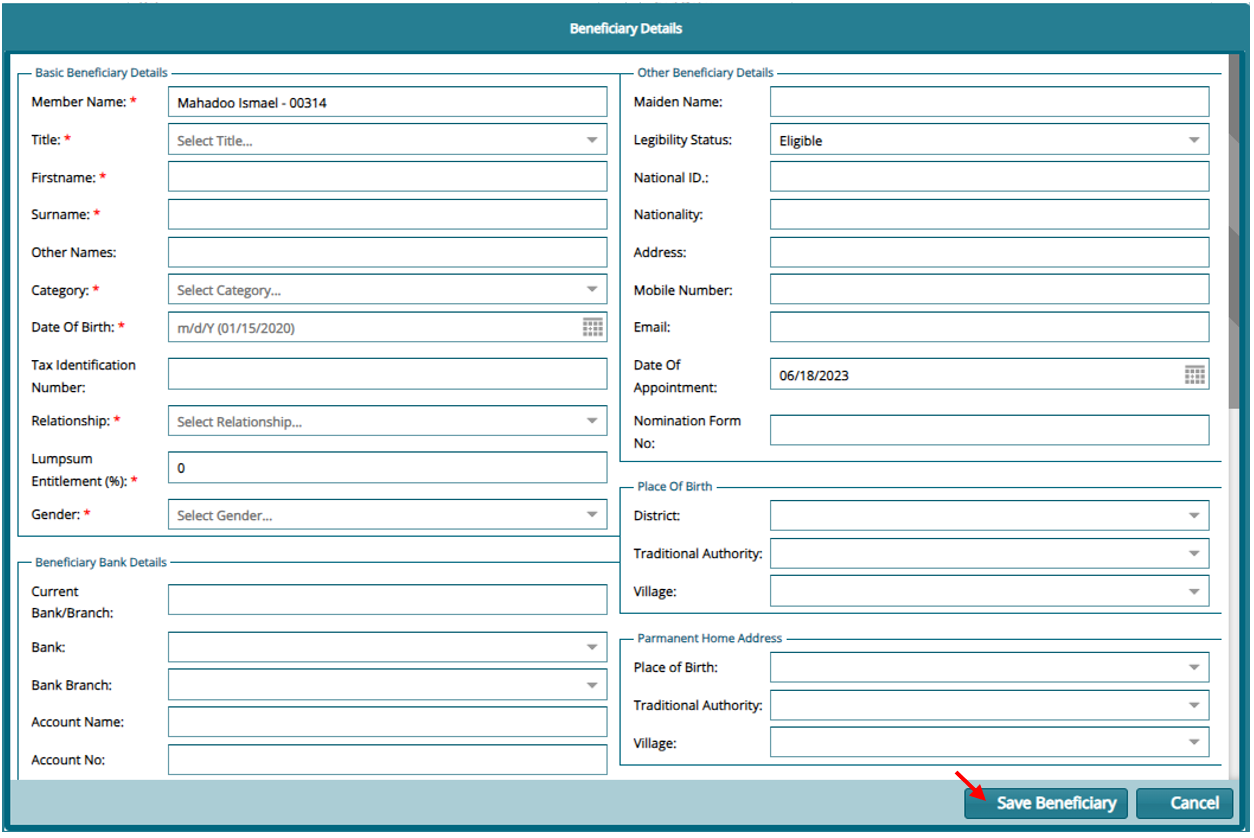 Beneficiary Details
Basic Beneficiary Details
Member Name: *
Mahadoo Ismael - 00314
Title: *
Select Title...
Firstname: *
Surname: *
Other Names:
Category: *
Select Category...
Date Of Birth: *
m/d/Y (01/15/2020)
Tax Identification
Number:
Relationship: *
Select Relationship...
Lumpsum
Entitlement (%): *
0
Gender: *
Select Gender...
Beneficiary Bank Details
Current
Bank/Branch:
Bank:
Bank Branch:
Account Name:
Account No:
Other Beneficiary Details
Maiden Name:
Legibility Status:
Eligible
National ID.:
Nationality:
Address:
Mobile Number:
Email:
Date Of
Appointment:
06/18/2023
Nomination Form
No:
Place Of Birth
District:
Traditional Authority:
Village:
Parmanent Home Address
Place of Birth:
Traditional Authority:
Village:
Save Beneficiary
Cancel